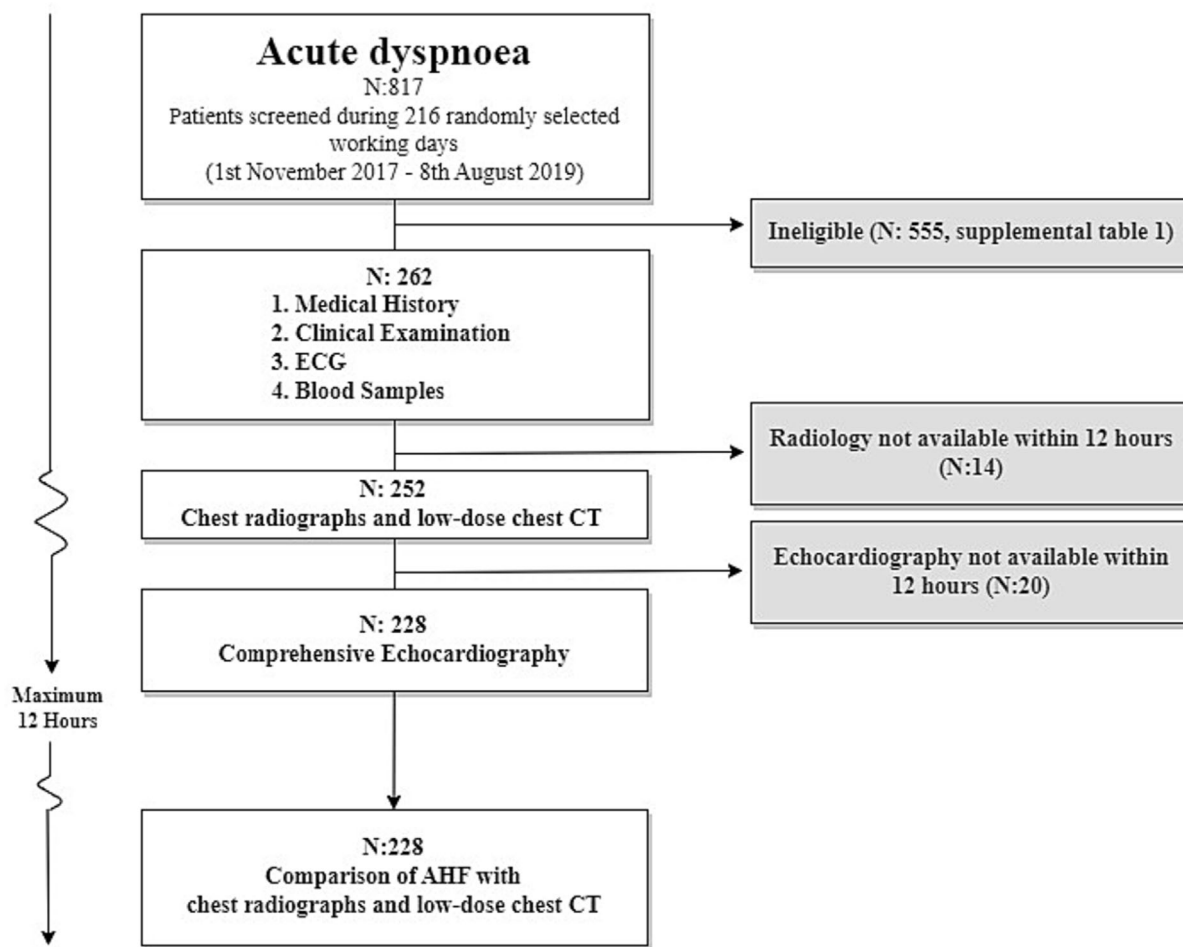 Acute dyspnoea
N:817
Patients screened during 216 randomly selected
working days
(1st November 2017 - 8th August 2019)
Ineligible (N: 555, supplemental table 1)
N: 262
1. Medical History
2. Clinical Examination
3. ECG
4. Blood Samples
Radiology not available within 12 hours
(N:14)
N: 252
Chest radiographs and low-dose chest CT
Echocardiography not available within
12 hours (N:20)
N: 228
Comprehensive Echocardiography
Maximum
12 Hours
N:228
Comparison of AHF with
chest radiographs and low-dose chest CT